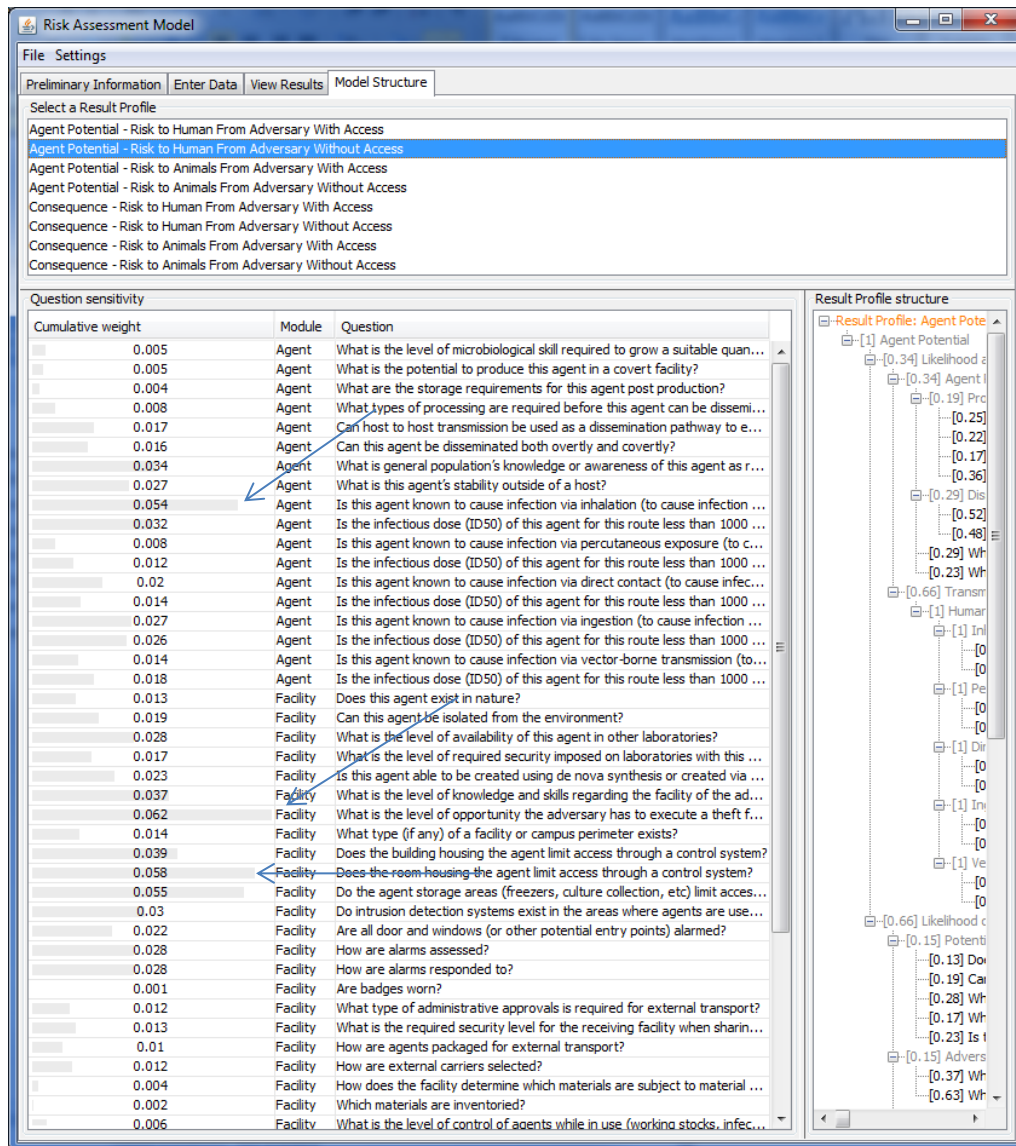 Risk Assessment Model
File Settings
Preliminary Information Enter Data View Results Model Structure
Select a Result Profile
Agent Potential - Risk to Human From Adversary With Access
Agent Potential - Risk to Human From Adversary Without Access
Agent Potential - Risk to Animals From Adversary With Access
Agent Potential - Risk to Animals From Adversary Without Access
Consequence - Risk to Human From Adversary With Access
Consequence - Risk to Human From Adversary Without Access
Consequence - Risk to Animals From Adversary With Access
Consequence - Risk to Animals From Adversary Without Access
Question sensitivity
Cumulative weight Module Question
0.005 Agent What is the level of microbiological skill required to grow a suitable quan...
0.005 Agent What is the potential to produce this agent in a covert facility?
0.004 Agent What are the storage requirements for this agent post production?
0.008 Agent What types of processing are required before this agent can be dissemi...
0.017 Agent Can host to host transmission be used as a dissemination pathway to e...
0.016 Agent Can this agent be disseminated both overtly and covertly?
0.034 Agent What is general population's knowledge or awareness of this agent as r...
0.027 Agent What is this agent's stability outside of a host?
0.054 Agent Is this agent known to cause infection via inhalation (to cause infection ...
0.032 Agent Is the infectious dose (ID50) of this agent for this route less than 1000 ...
0.008 Agent Is this agent known to cause infection via percutaneous exposure (to c...
0.012 Agent Is the infectious dose (ID50) of this agent for this route less than 1000 ...
0.02 Agent Is this agent known to cause infection via direct contact (to cause infec...
0.014 Agent Is the infectious dose (ID50) of this agent for this route less than 1000 ...
0.027 Agent Is this agent known to cause infection via ingestion (to cause infection ...
0.026 Agent Is the infectious dose (ID50) of this agent for this route less than 1000 ...
0.014 Agent Is this agent known to cause infection via vector-borne transmission (to...
0.018 Agent Is the infectious dose (ID50) of this agent for this route less than 1000 ...
0.013 Facility Does this agent exist in nature?
0.019 Facility Can this agent be isolated from the environment?
0.028 Facility What is the level of availability of this agent in other laboratories?
0.017 Facility What is the level of required security imposed on laboratories with this ...
0.023 Facility Is this agent able to be created using de nova synthesis or created via ...
0.037 Facility What is the level of knowledge and skills regarding the facility of the ad...
0.062 Facility What is the level of opportunity the adversary has to execute a theft f...
0.014 Facility What type (if any) of a facility or campus perimeter exists?
0.039 Facility Does the building housing the agent limit access through a control system?
0.058 Facility Does the room housing the agent limit access through a control system?
0.055 Facility Do the agent storage areas (freezers, culture collection, etc) limit acces...
0.03 Facility Do intrusion detection systems exist in the areas where agents are use...
0.022 Facility Are all door and windows (or other potential entry points) alarmed?
0.028 Facility How are alarms assessed?
0.028 Facility How are alarms responded to?
0.001 Facility Are badges worn?
0.012 Facility What type of administrative approvals is required for external transport?
0.013 Facility What is the required security level for the receiving facility when sharin...
0.01 Facility How are agents packaged for external transport?
0.012 Facility How are external carriers selected?
0.004 Facility How does the facility determine which materials are subject to material ...
0.002 Facility Which materials are inventoried?
0.006 Facility What is the level of control of agents while in use (working stocks, infec...
Result Profile structure
Result Profile: Agent Pote
[1] Agent Potential
[0.34] Likelihood a
[0.34] Agent
[0.19] Pro
[0.25]
[0.22]
[0.17]
[0.36]
[0.29] Dis
[0.52]
[0.48]
[0.29] Wh
[0.23] Wh
[0.66] Transm
[1] Human
[1] Inl
[0
[0
[1] Pe
[0
[0
[1] Dir
[0
[0
[1] In
[0
[0
[1] Ve
[0
[0
[0.66] Likelihood o
[0.15] Potenti
[0.13] Do
[0.19] Ca
[0.28] Wh
[0.17] Wh
[0.23] Is t
[0.15] Advers
[0.37] Wh
[0.63] Wh